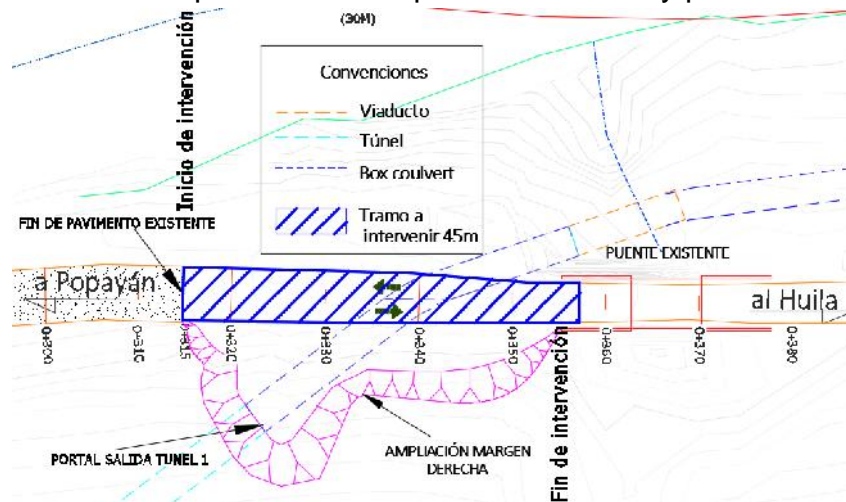 (30M)
Inicio de intervención
Convenciones
Viaducto
Túnel
Box coulvert
Tramo a
intervenir 45m
FIN DE PAVIMENTO EXISTENTE
PUENTE EXISTENTE
a Popayán
al Huila
0+300
0+310
0+315
0+320
0+330
0+340
0+350
0+360
0+370
0+380
PORTAL SALIDA TUNEL 1
AMPLIACIÓN MARGEN
DERECHA
Fin de intervención